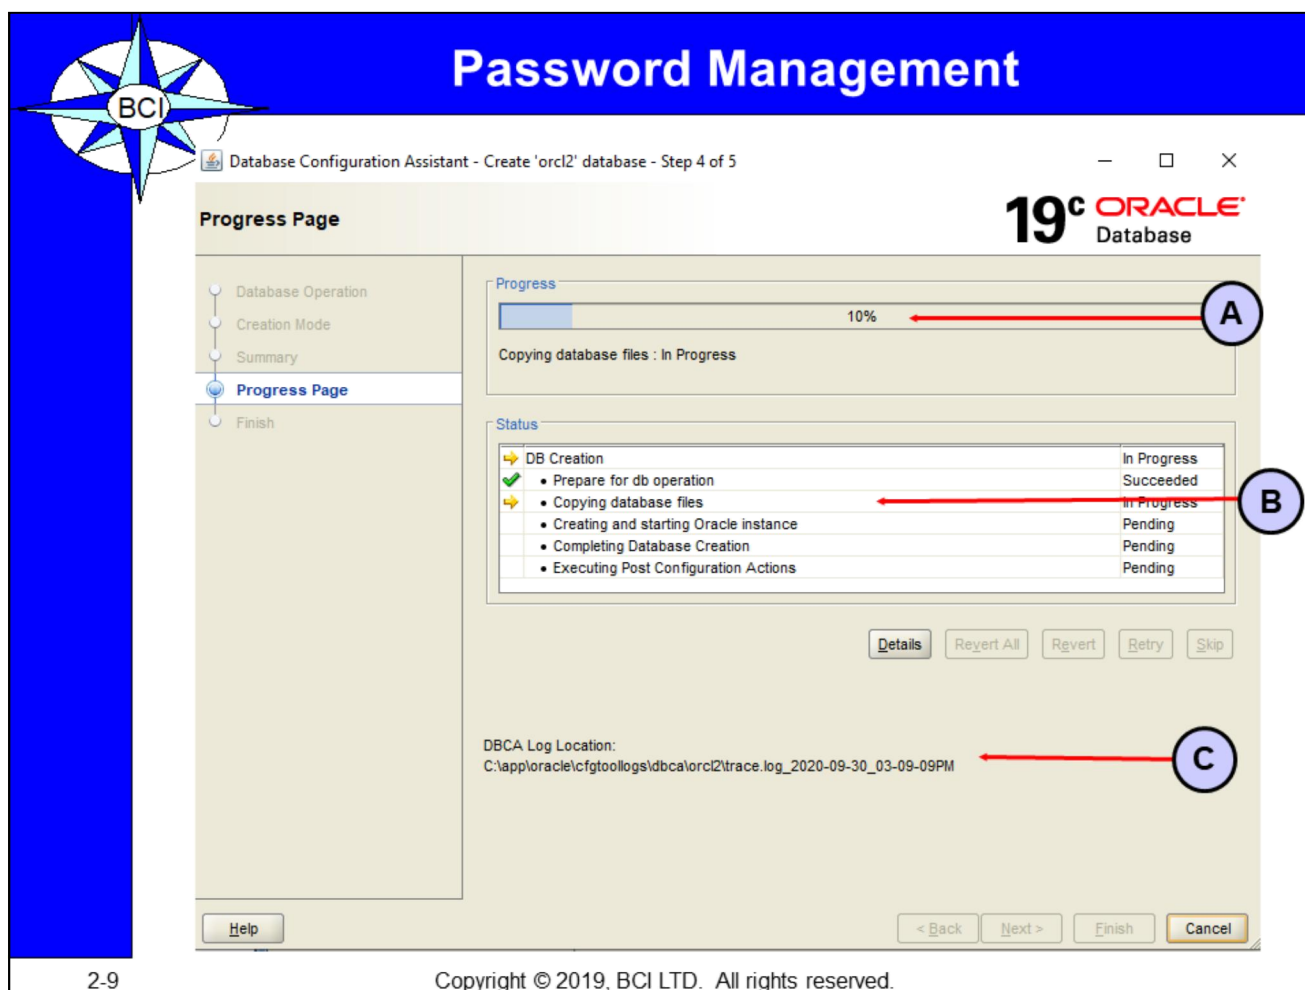 Password Management
BCI
Database Configuration Assistant - Create 'orcl2' database - Step 4 of 5
Progress Page
19c ORACLE
Database
Database Operation
Creation Mode
Summary
Progress Page
Finish
Progress
10%
A
Copying database files : In Progress
Status
DB Creation In Progress
• Prepare for db operation Succeeded
• Copying database files In Progress
B
• Creating and starting Oracle instance Pending
• Completing Database Creation Pending
• Executing Post Configuration Actions Pending
Details Revert All Revert Retry Skip
DBCA Log Location:
C:\app\oracle\cfgtoollogs\dbca\orcl2\trace.log_2020-09-30_03-09-09PM
C
Help < Back Next > Finish Cancel
2-9 Copyright © 2019, BCI LTD. All rights reserved.